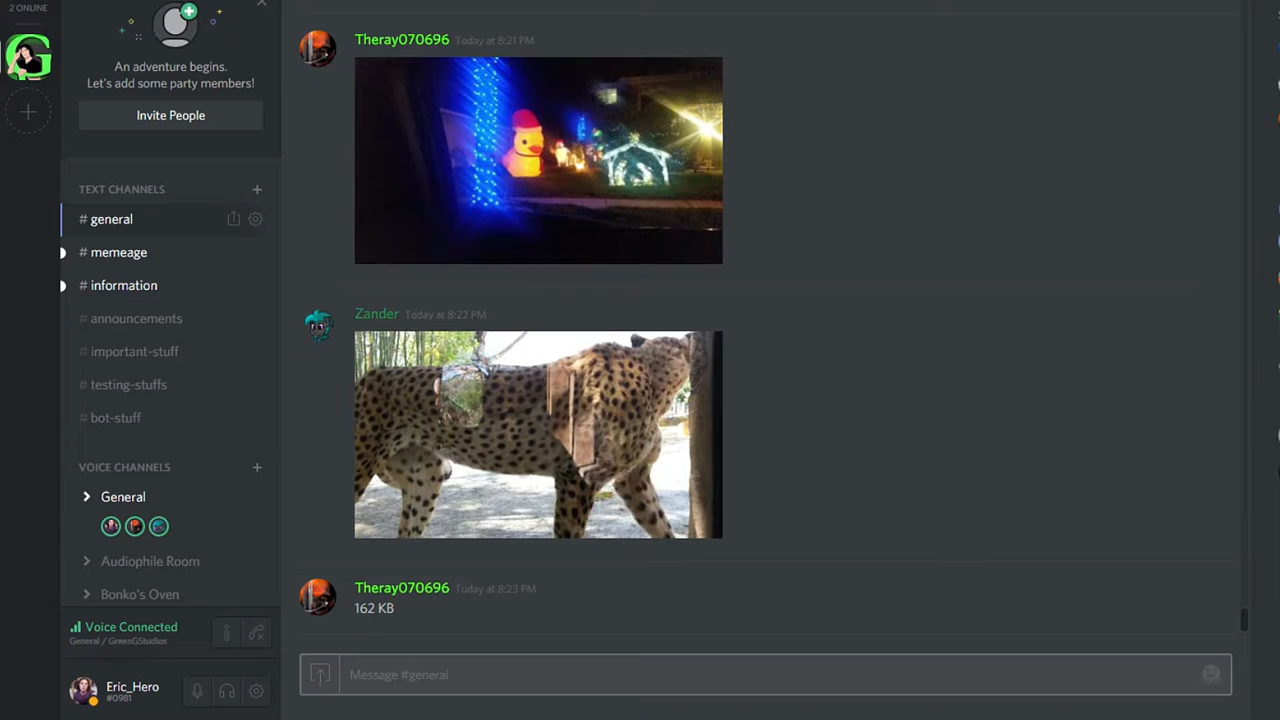 2 ONLINE
An adventure begins.
Let's add some party members!
Invite People
TEXT CHANNELS
# general
# memeage
# information
# announcements
# important-stuff
# testing-stuffs
# bot-stuff
VOICE CHANNELS
General
Audiophile Room
Bonko's Oven
Voice Connected
General / GreenGStudios
Eric_Hero
#0981
Theray070696 Today at 8:21 PM
Zander Today at 8:22 PM
Theray070696 Today at 8:23 PM
162 KB
Message #general